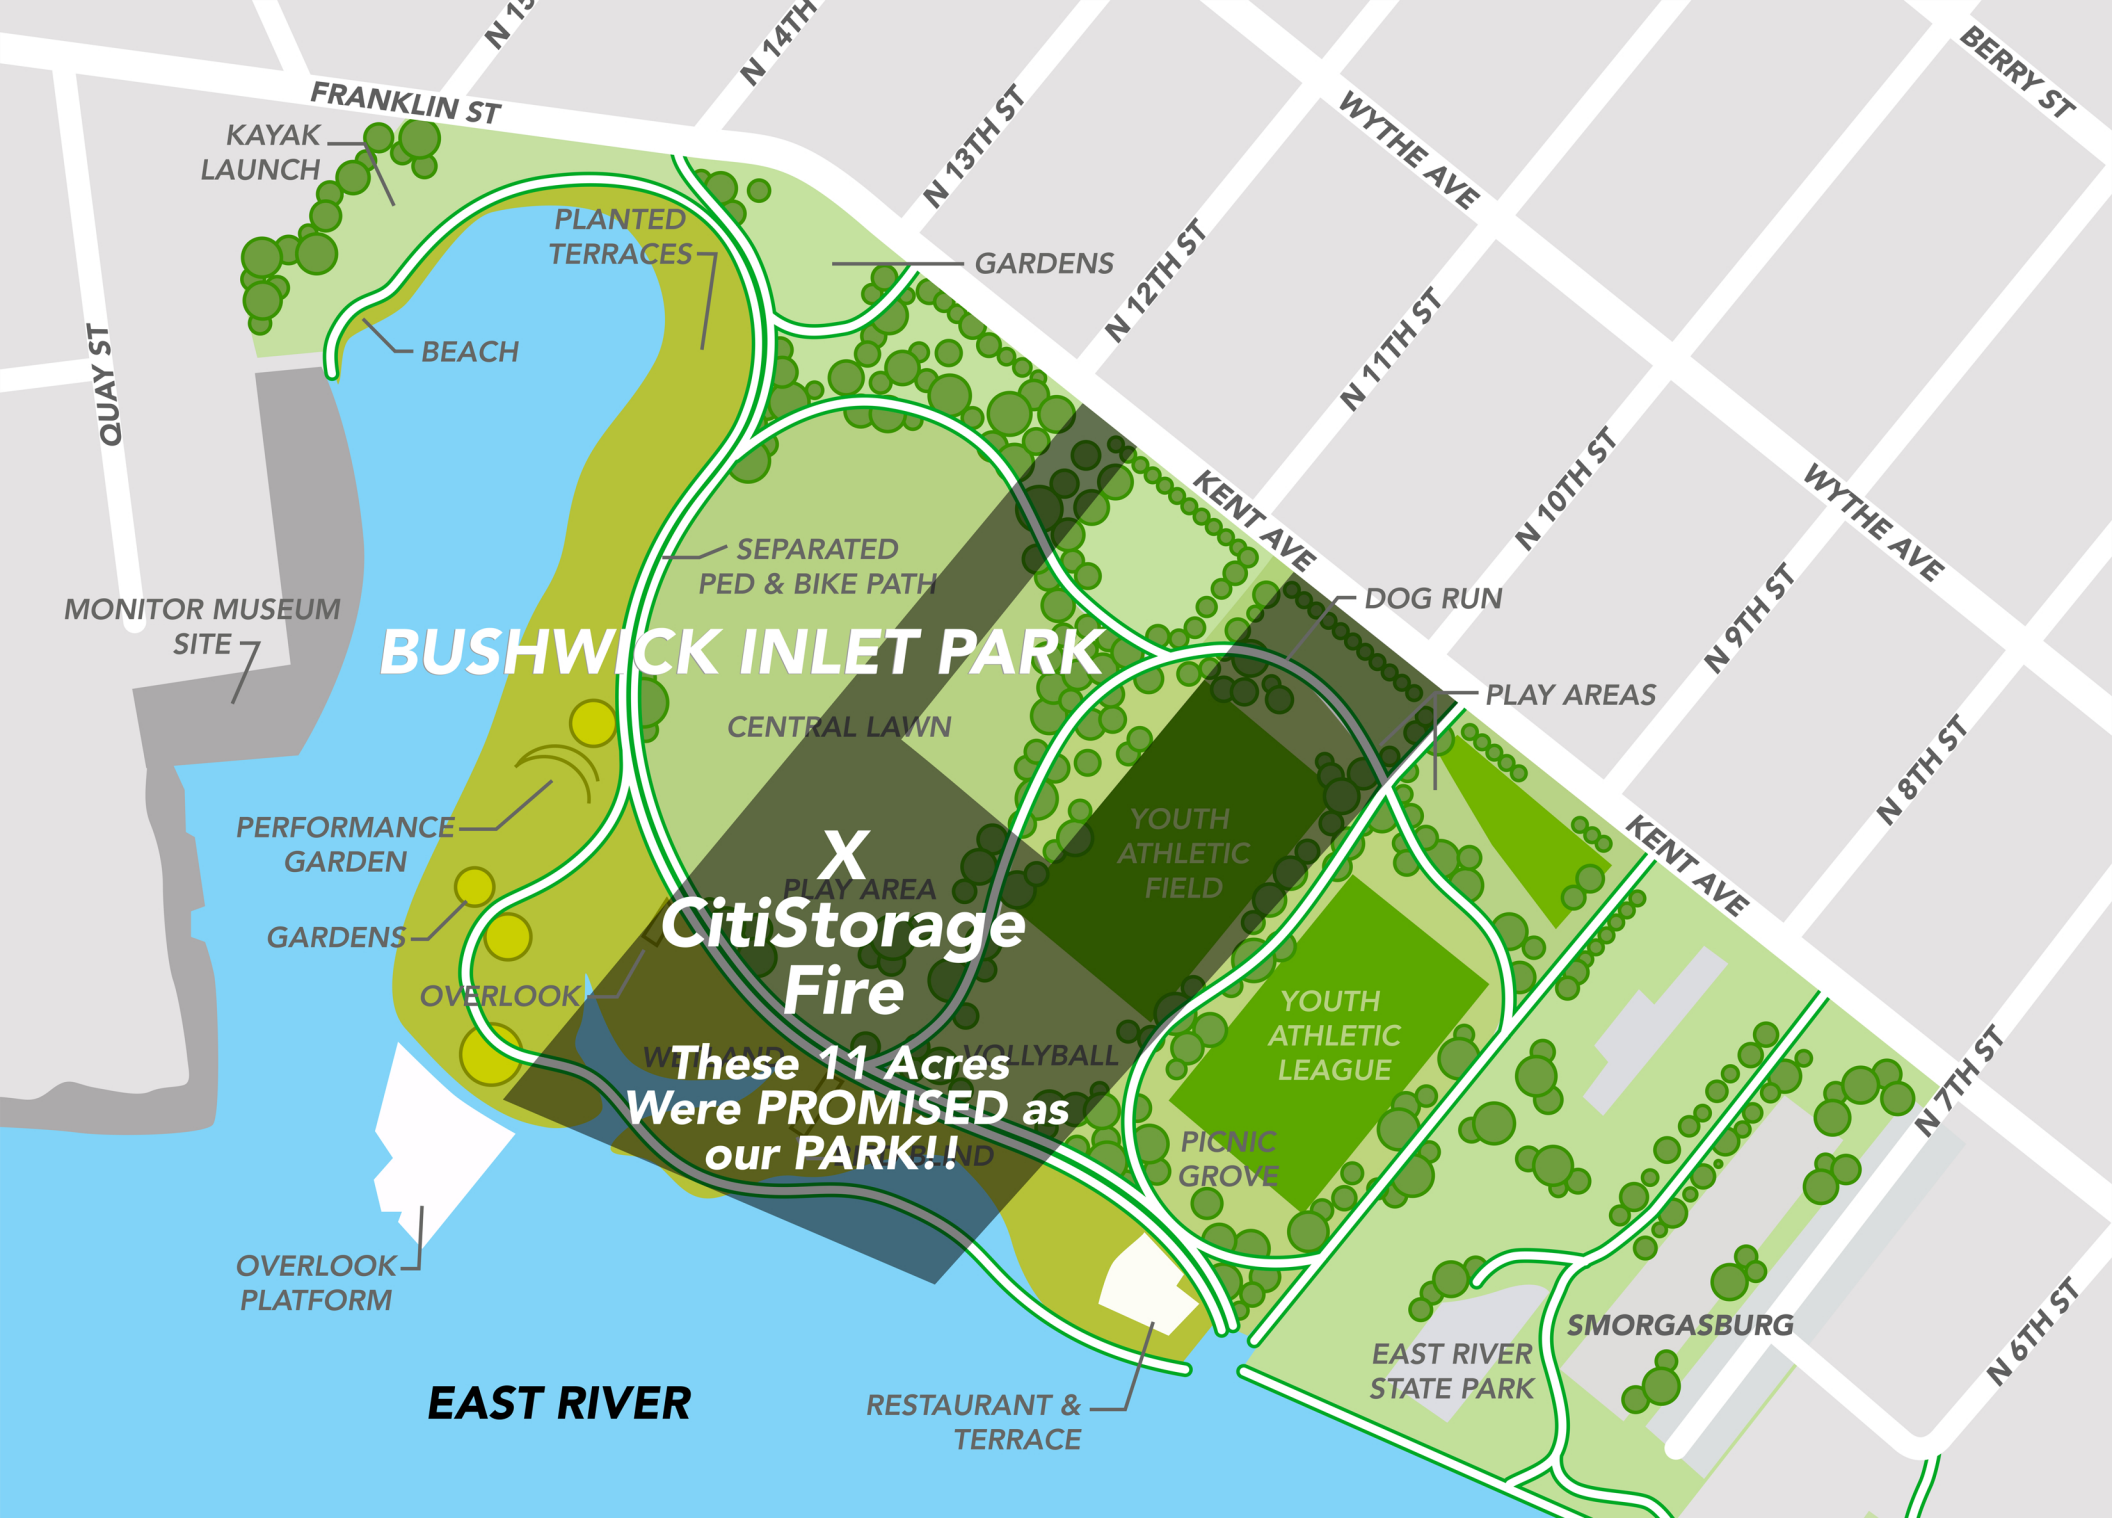 N 15
N 14TH
BERRY ST
FRANKLIN ST
KAYAK
LAUNCH
N 13TH ST
WYTHE AVE
PLANTED
TERRACES
GARDENS
N 12TH ST
N 11TH ST
BEACH
QUAY ST
KENT AVE
N 10TH ST
WYTHE AVE
SEPARATED
PED & BIKE PATH
MONITOR MUSEUM
SITE
DOG RUN
N 9TH ST
BUSHWICK INLET PARK
PLAY AREAS
CENTRAL LAWN
N 8TH ST
PERFORMANCE
GARDEN
YOUTH
ATHLETIC
FIELD
KENT AVE
X
PLAY AREA
CitiStorage
Fire
GARDENS
OVERLOOK
YOUTH
ATHLETIC
LEAGUE
WETLAND
VOLLYBALL
These 11 Acres
Were PROMISED as
our PARK!!
N 7TH ST
PICNIC
GROVE
OVERLOOK
PLATFORM
SMORGASBURG
EAST RIVER
STATE PARK
N 6TH ST
EAST RIVER
RESTAURANT &
TERRACE